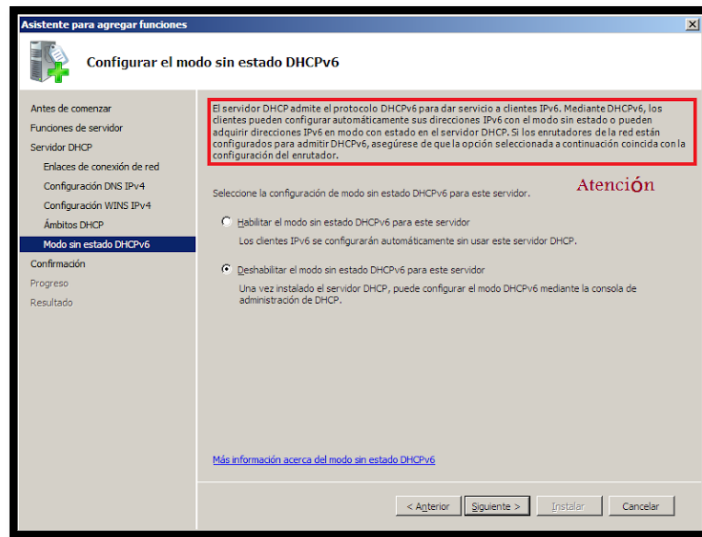 Asistente para agregar funciones
Configurar el modo sin estado DHCPv6
Antes de comenzar
Funciones de servidor
Servidor DHCP
Enlaces de conexión de red
Configuración DNS IPv4
Configuración WINS IPv4
Ámbitos DHCP
Modo sin estado DHCPv6
Confirmación
Progreso
Resultado
El servidor DHCP admite el protocolo DHCPv6 para dar servicio a clientes IPv6. Mediante DHCPv6, los
clientes pueden configurar automáticamente sus direcciones IPv6 con el modo sin estado o pueden
adquirir direcciones IPv6 en modo con estado en el servidor DHCP. Si los enrutadores de la red están
configurados para admitir DHCPv6, asegúrese de que la opción seleccionada a continuación coincida con la
configuración del enrutador.
Atención
Seleccione la configuración de modo sin estado DHCPv6 para este servidor.
Habilitar el modo sin estado DHCPv6 para este servidor
Los clientes IPv6 se configurarán automáticamente sin usar este servidor DHCP.
Deshabilitar el modo sin estado DHCPv6 para este servidor
Una vez instalado el servidor DHCP, puede configurar el modo DHCPv6 mediante la consola de
administración de DHCP.
Más información acerca del modo sin estado DHCPv6
< Anterior
Siguiente >
Instalar
Cancelar